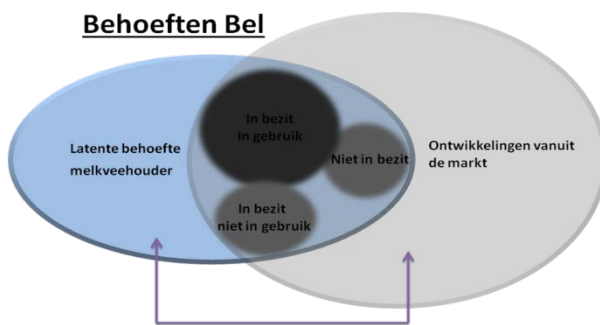 Behoeften Bel
In bezit
In gebruik
Latente behoefte
melkveehouder
Niet in bezit
Ontwikkelingen vanuit
de markt
In bezit
niet in gebruik